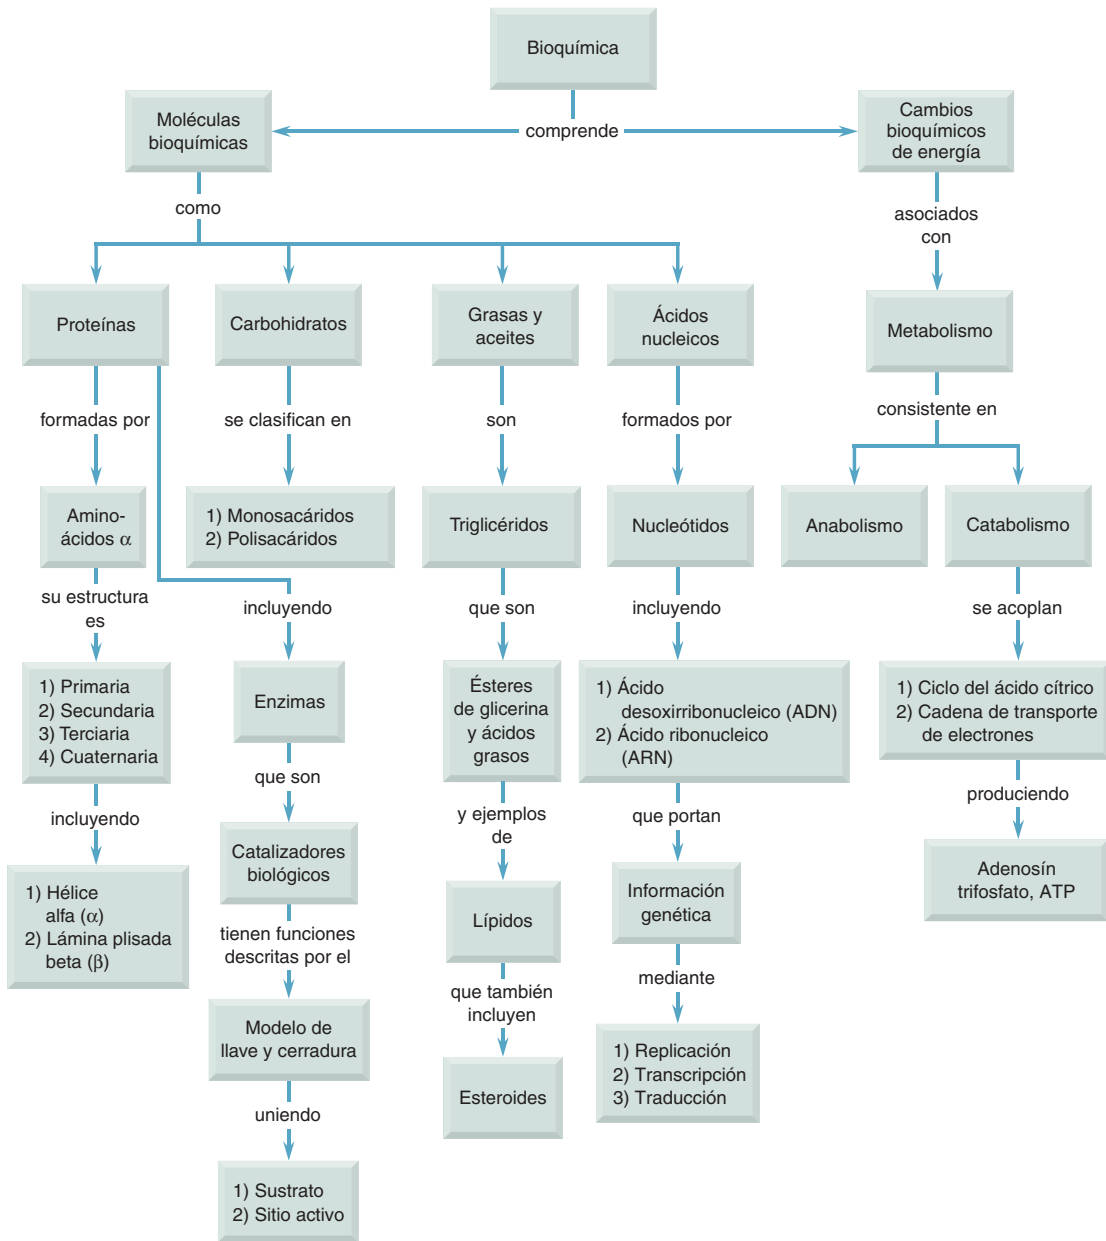 Bioquímica
Moléculas
bioquímicas
comprende
Cambios
bioquímicos
de energía
como
asociados
con
Proteínas
Carbohidratos
Grasas y
aceites
Ácidos
nucleicos
Metabolismo
formadas por
se clasifican en
son
formados por
consistente en
Amino-
ácidos α
1) Monosacáridos
2) Polisacáridos
Triglicéridos
Nucleótidos
Anabolismo
Catabolismo
su estructura
es
incluyendo
que son
incluyendo
se acoplan
1) Primaria
2) Secundaria
3) Terciaria
4) Cuaternaria
Enzimas
Ésteres
de glicerina
y ácidos
grasos
1) Ácido
desoxirribonucleico (ADN)
2) Ácido ribonucleico
(ARN)
1) Ciclo del ácido cítrico
2) Cadena de transporte
de electrones
incluyendo
que son
y ejemplos
de
que portan
produciendo
1) Hélice
alfa (α)
2) Lámina plisada
beta (β)
Catalizadores
biológicos
Lípidos
Información
genética
Adenosín
trifosfato, ATP
tienen funciones
descritas por el
que también
incluyen
mediante
Modelo de
llave y cerradura
Esteroides
1) Replicación
2) Transcripción
3) Traducción
uniendo
1) Sustrato
2) Sitio activo